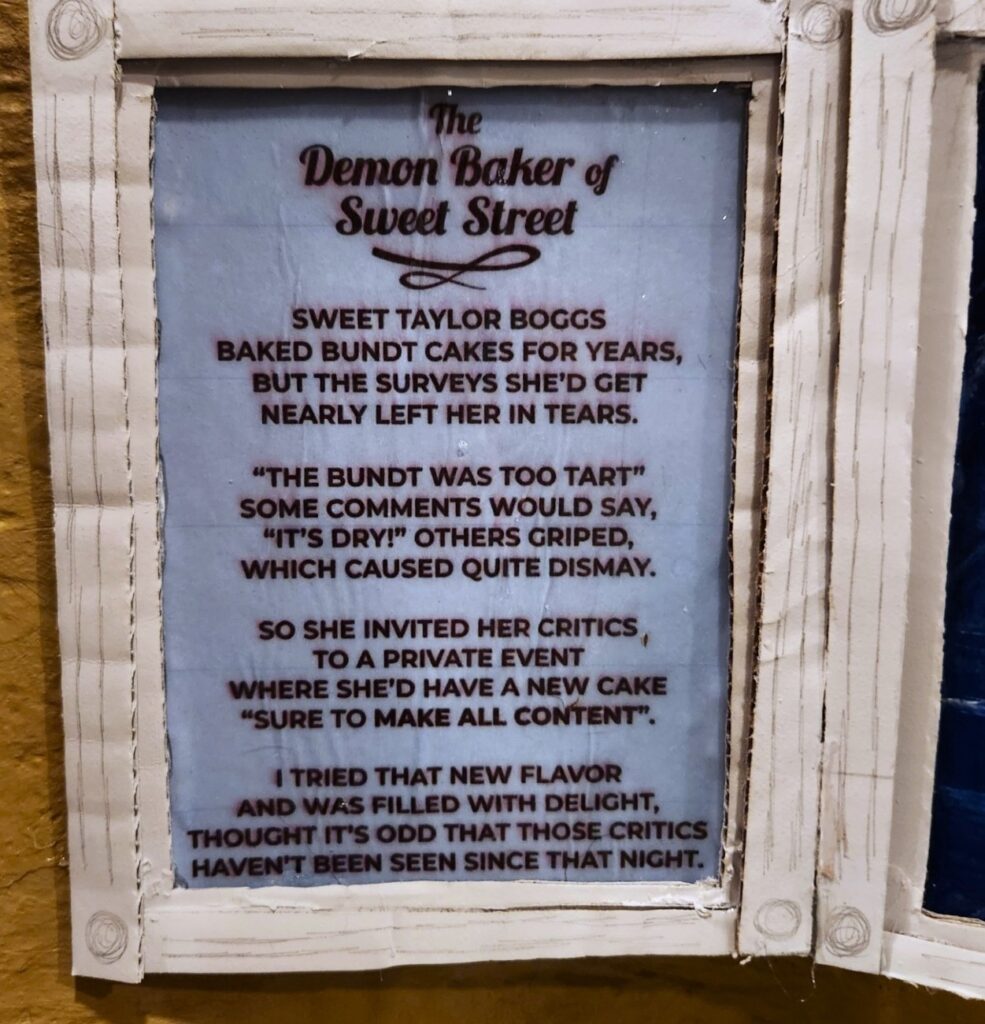 The
Demon Baker of
Sweet Street
SWEET TAYLOR BOGGS
BAKED BUNDT CAKES FOR YEARS,
BUT THE SURVEYS SHE'D GET
NEARLY LEFT HER IN TEARS.
“THE BUNDT WAS TOO TART”
SOME COMMENTS WOULD SAY,
“IT'S DRY!” OTHERS GRIPED,
WHICH CAUSED QUITE DISMAY.
SO SHE INVITED HER CRITICS
TO A PRIVATE EVENT
WHERE SHE'D HAVE A NEW CAKE
“SURE TO MAKE ALL CONTENT”.
I TRIED THAT NEW FLAVOR
AND WAS FILLED WITH DELIGHT,
THOUGHT IT'S ODD THAT THOSE CRITICS
HAVEN'T BEEN SEEN SINCE THAT NIGHT.